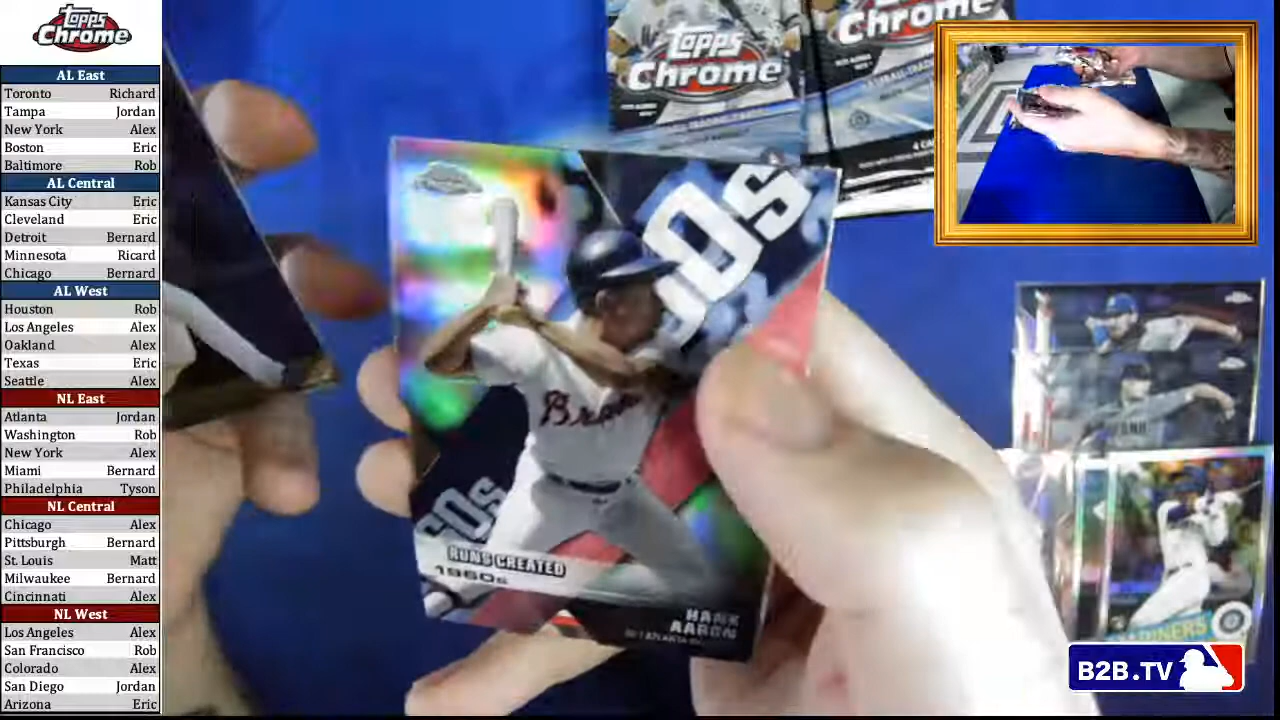 Topps
Chrome
AL East
Toronto Richard
Tampa Jordan
New York Alex
Boston Eric
Baltimore Rob
AL Central
Kansas City Eric
Cleveland Eric
Detroit Bernard
Minnesota Ricard
Chicago Bernard
AL West
Houston Rob
Los Angeles Alex
Oakland Alex
Texas Eric
Seattle Alex
NL East
Atlanta Jordan
Washington Rob
New York Alex
Miami Bernard
Philadelphia Tyson
NL Central
Chicago Alex
Pittsburgh Bernard
St. Louis Matt
Milwaukee Bernard
Cincinnati Alex
NL West
Los Angeles Alex
San Francisco Rob
Colorado Alex
San Diego Jordan
Arizona Eric
Topps
Chrome
Chrome
60s
60s
RUNS CREATED
1960s
HANK
AARON
B2B.TV